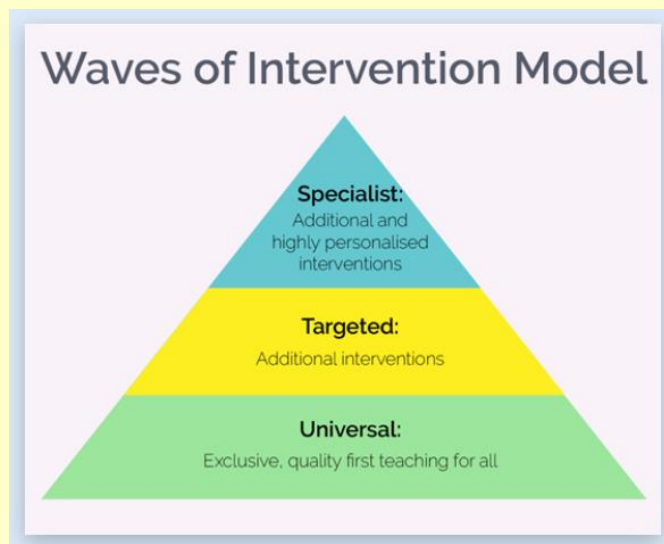 Waves of Intervention Model
Specialist:
Additional and
highly personalised
interventions
Targeted:
Additional interventions
Universal:
Exclusive, quality first teaching for all